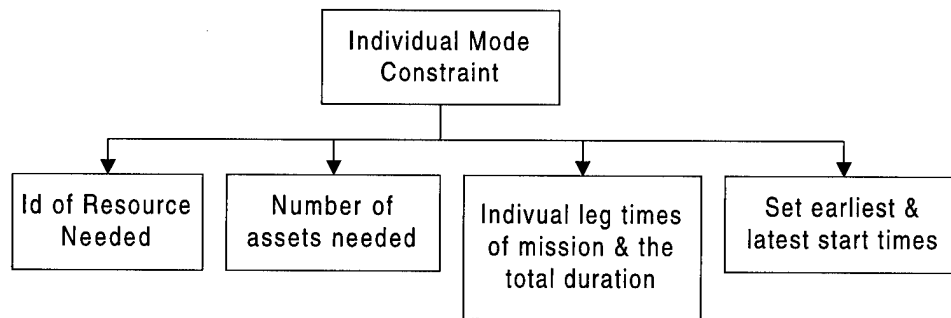 Individual Mode
Constraint
Id of Resource
Needed
Number of
assets needed
Indivual leg times
of mission & the
total duration
Set earliest &
latest start times